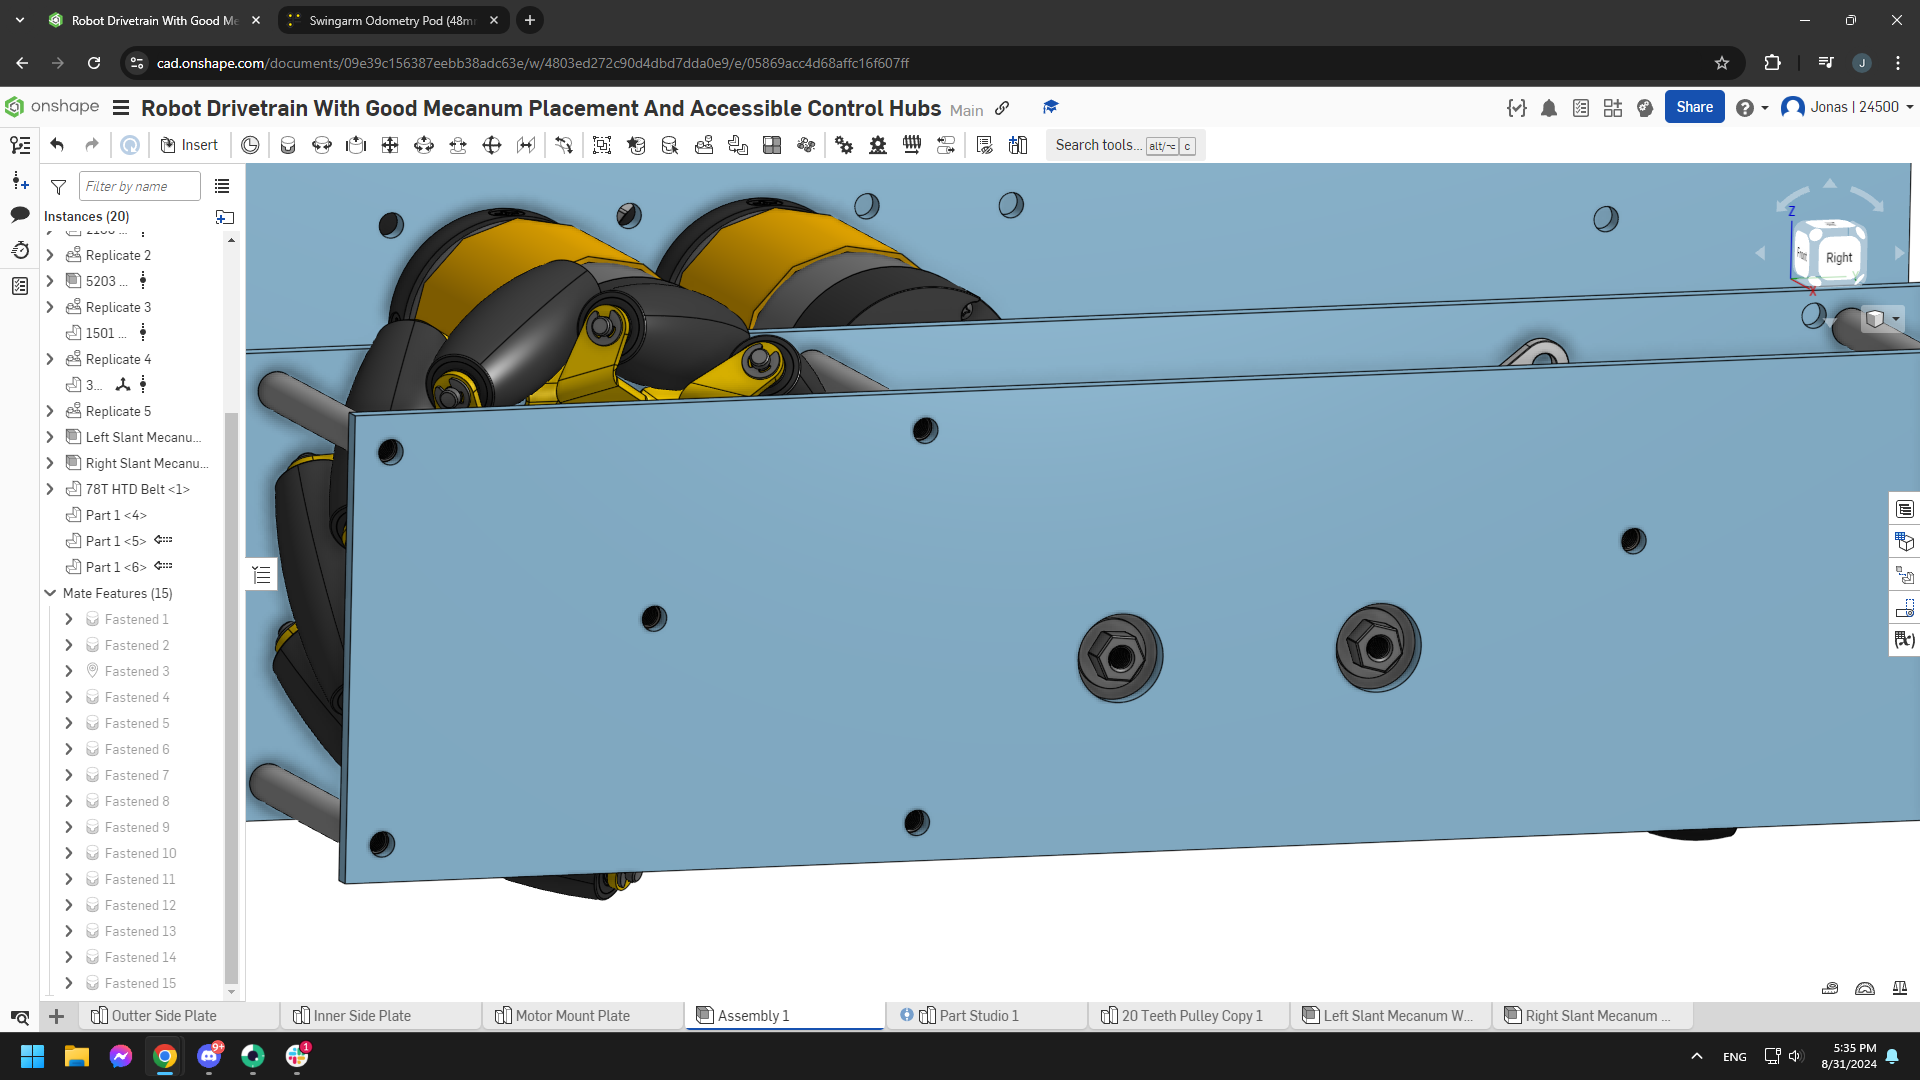 Robot Drivetrain With Good Me
Swingarm Odometry Pod (48m
cad.onshape.com/documents/09e39c156387eebb38adc63e/w/4803ed272c90d4dbd7dda0e9/e/05869acc4d68affc16f607ff
J
onshape
Robot Drivetrain With Good Mecanum Placement And Accessible Control Hubs
Main
Share
Jonas | 24500
Insert
Search tools... alt/⌥ c
Filter by name
Instances (20)
Replicate 2
5203 ...
Replicate 3
1501 ...
Replicate 4
3...
Replicate 5
Left Slant Mecanu...
Right Slant Mecanu...
78T HTD Belt <1>
Part 1 <4>
Part 1 <5>
Part 1 <6>
Mate Features (15)
Fastened 1
Fastened 2
Fastened 3
Fastened 4
Fastened 5
Fastened 6
Fastened 7
Fastened 8
Fastened 9
Fastened 10
Fastened 11
Fastened 12
Fastened 13
Fastened 14
Fastened 15
Z
Front
Right
Y
X
Outter Side Plate
Inner Side Plate
Motor Mount Plate
Assembly 1
Part Studio 1
20 Teeth Pulley Copy 1
Left Slant Mecanum W...
Right Slant Mecanum ...
9+
1
ENG
5:35 PM
8/31/2024